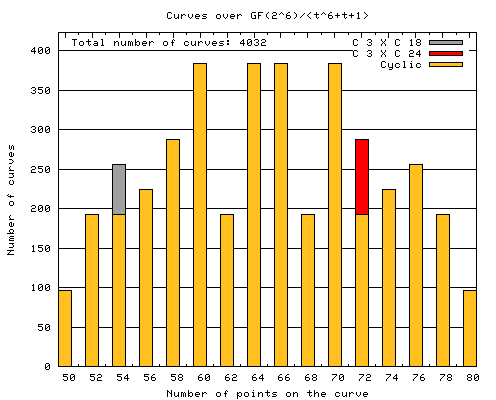 Curves over GF(2^6)/(t^6+t+1)
Total number of curves: 4032
C 3 X C 18
C 3 X C 24
Cyclic
400
350
300
250
200
150
100
50
0
Number of curves
50 52 54 56 58 60 62 64 66 68 70 72 74 76 78 80
Number of points on the curve